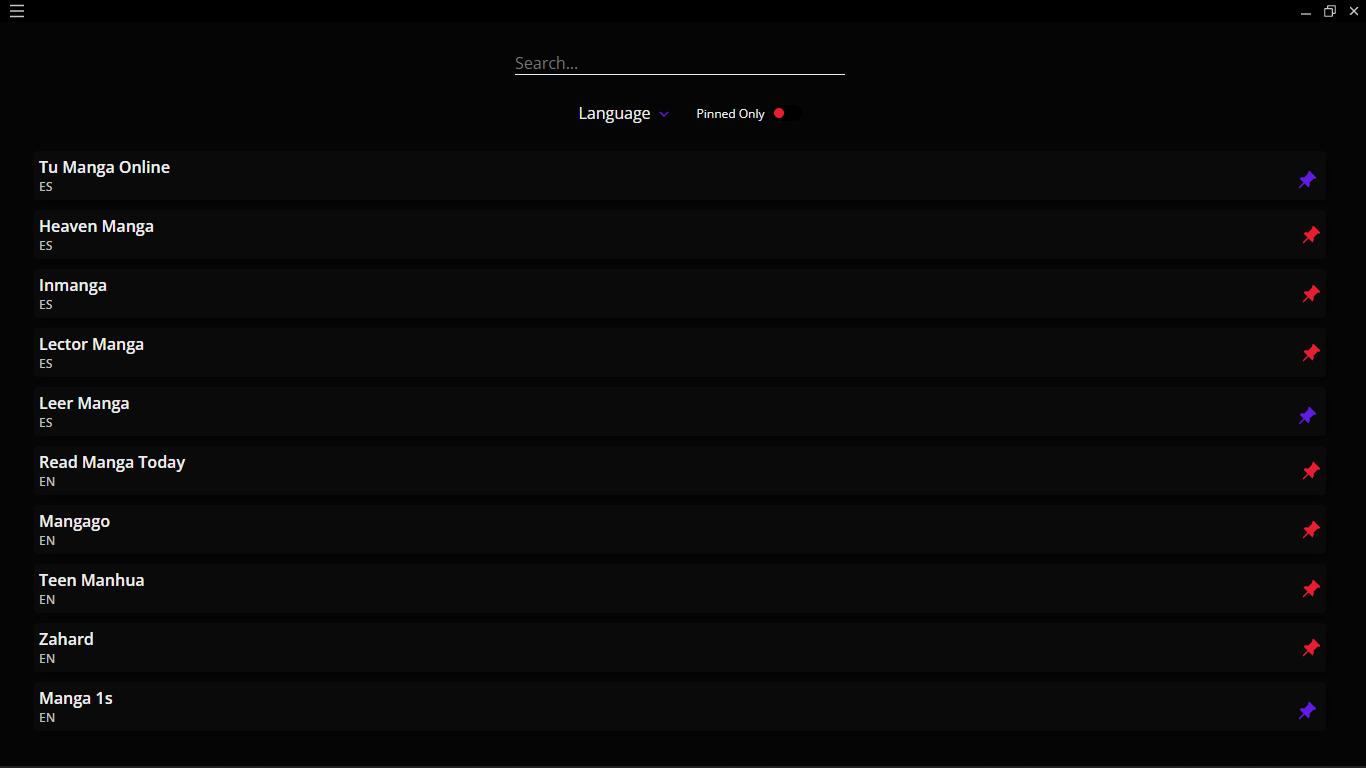 Search...
Language
Pinned Only
Tu Manga Online
ES
Heaven Manga
ES
Inmanga
ES
Lector Manga
ES
Leer Manga
ES
Read Manga Today
EN
Mangago
EN
Teen Manhua
EN
Zahard
EN
Manga 1s
EN